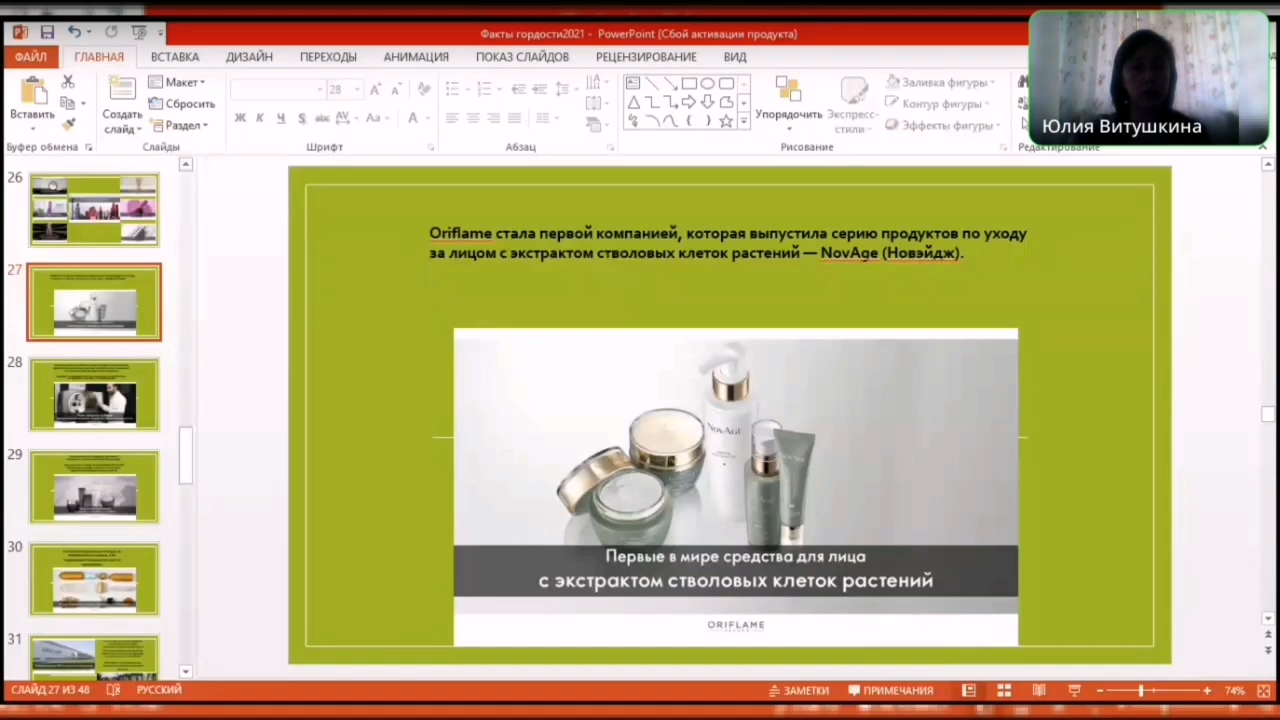 Факты гордости2021 - PowerPoint (Сбой активации продукта)
ФАЙЛ ГЛАВНАЯ ВСТАВКА ДИЗАЙН ПЕРЕХОДЫ АНИМАЦИЯ ПОКАЗ СЛАЙДОВ РЕЦЕНЗИРОВАНИЕ ВИД
Юлия Витушкина
Вставить
Создать
слайд
Макет
Сбросить
Раздел
28
Ж К Ч S abc AV Aa A
Упорядочить
Экспресс-
стили
Заливка фигуры
Контур фигуры
Эффекты фигуры
Буфер обмена Слайды Шрифт Абзац Рисование Редактирование
26
27
28
29
30
31
Oriflame стала первой компанией, которая выпустила серию продуктов по уходу
за лицом с экстрактом стволовых клеток растений — NovAge (Новэйдж).
NovAge
Первые в мире средства для лица
с экстрактом стволовых клеток растений
ORIFLAME
СЛАЙД 27 ИЗ 48 РУССКИЙ ЗАМЕТКИ ПРИМЕЧАНИЯ 74%